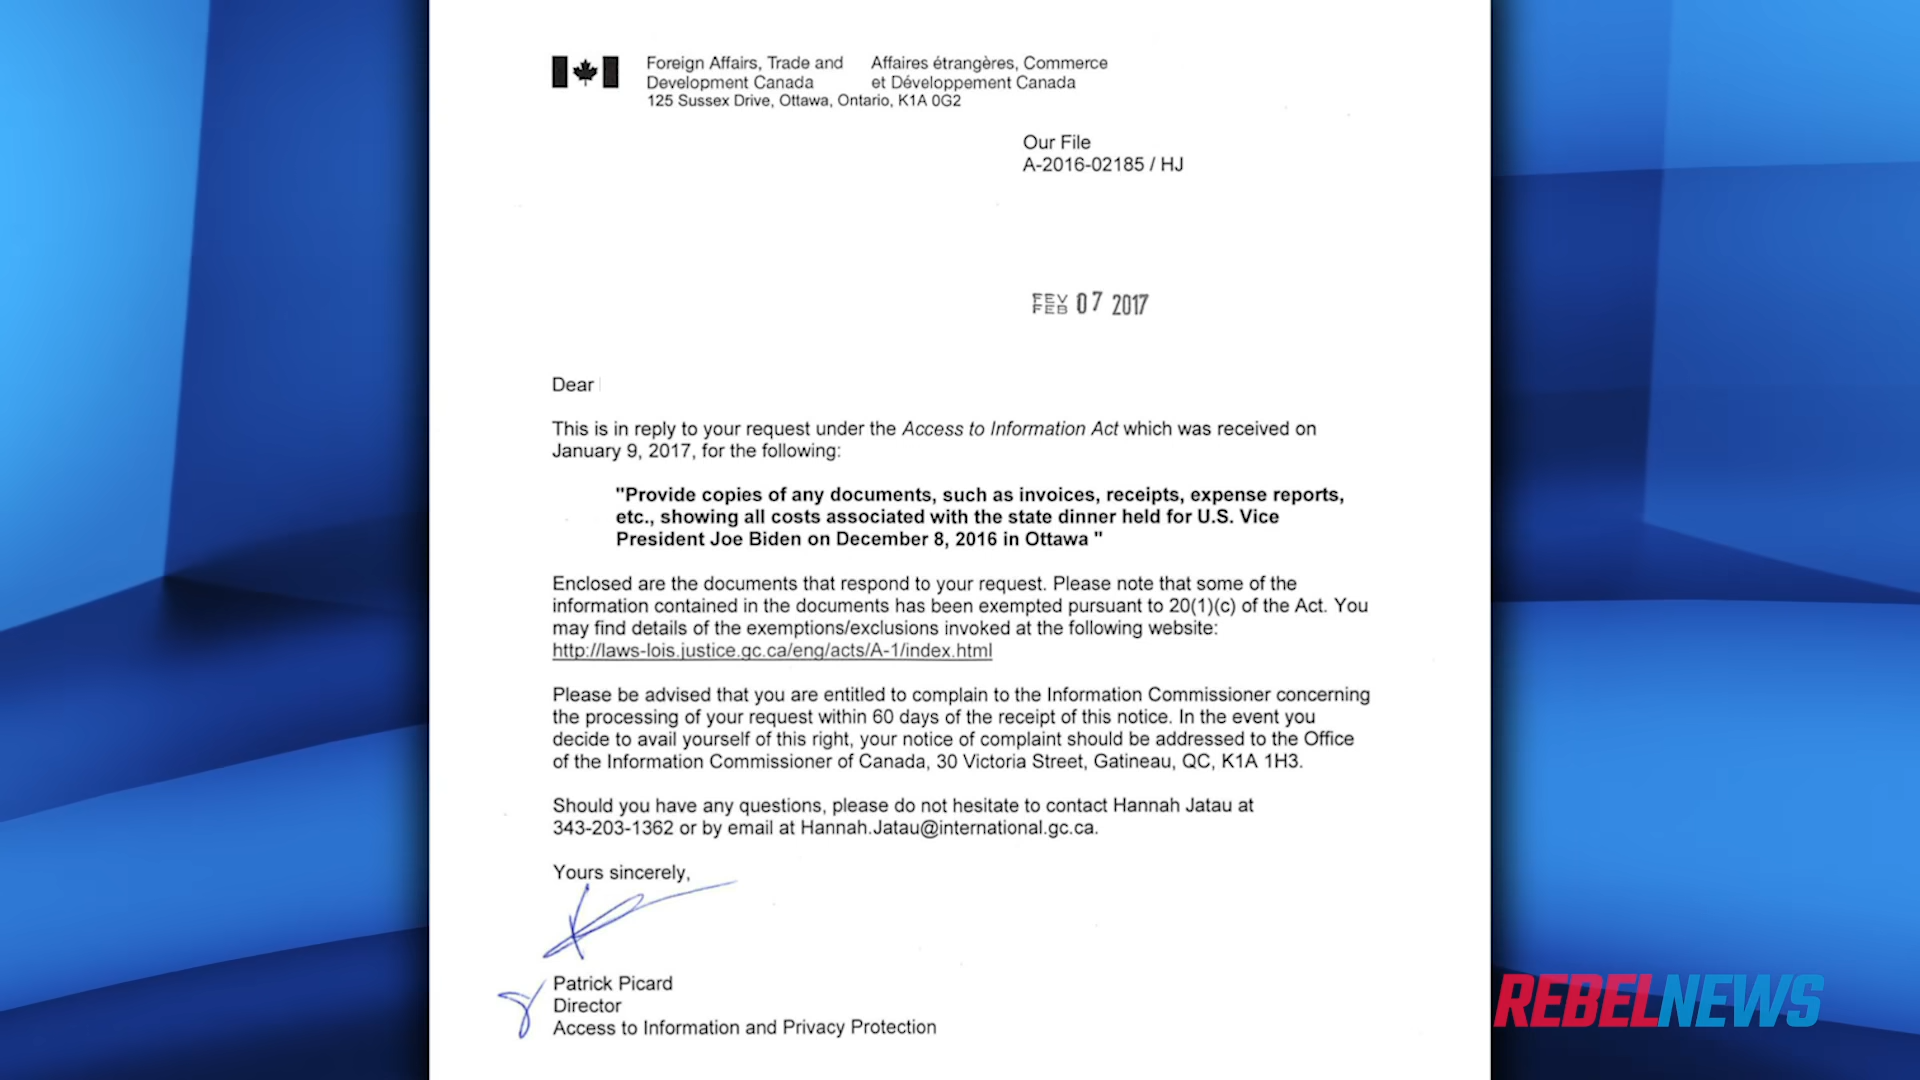 Foreign Affairs, Trade and
Development Canada
Affaires étrangères, Commerce
et Développement Canada
125 Sussex Drive, Ottawa, Ontario, K1A 0G2
Our File
A-2016-02185 / HJ
FEV
FEB 07 2017
Dear
This is in reply to your request under the Access to Information Act which was received on
January 9, 2017, for the following:
"Provide copies of any documents, such as invoices, receipts, expense reports,
etc., showing all costs associated with the state dinner held for U.S. Vice
President Joe Biden on December 8, 2016 in Ottawa "
Enclosed are the documents that respond to your request. Please note that some of the
information contained in the documents has been exempted pursuant to 20(1)(c) of the Act. You
may find details of the exemptions/exclusions invoked at the following website:
http://laws-lois.justice.gc.ca/eng/acts/A-1/index.html
Please be advised that you are entitled to complain to the Information Commissioner concerning
the processing of your request within 60 days of the receipt of this notice. In the event you
decide to avail yourself of this right, your notice of complaint should be addressed to the Office
of the Information Commissioner of Canada, 30 Victoria Street, Gatineau, QC, K1A 1H3.
Should you have any questions, please do not hesitate to contact Hannah Jatau at
343-203-1362 or by email at Hannah.Jatau@international.gc.ca.
Yours sincerely,
Patrick Picard
Director
Access to Information and Privacy Protection
REBELNEWS